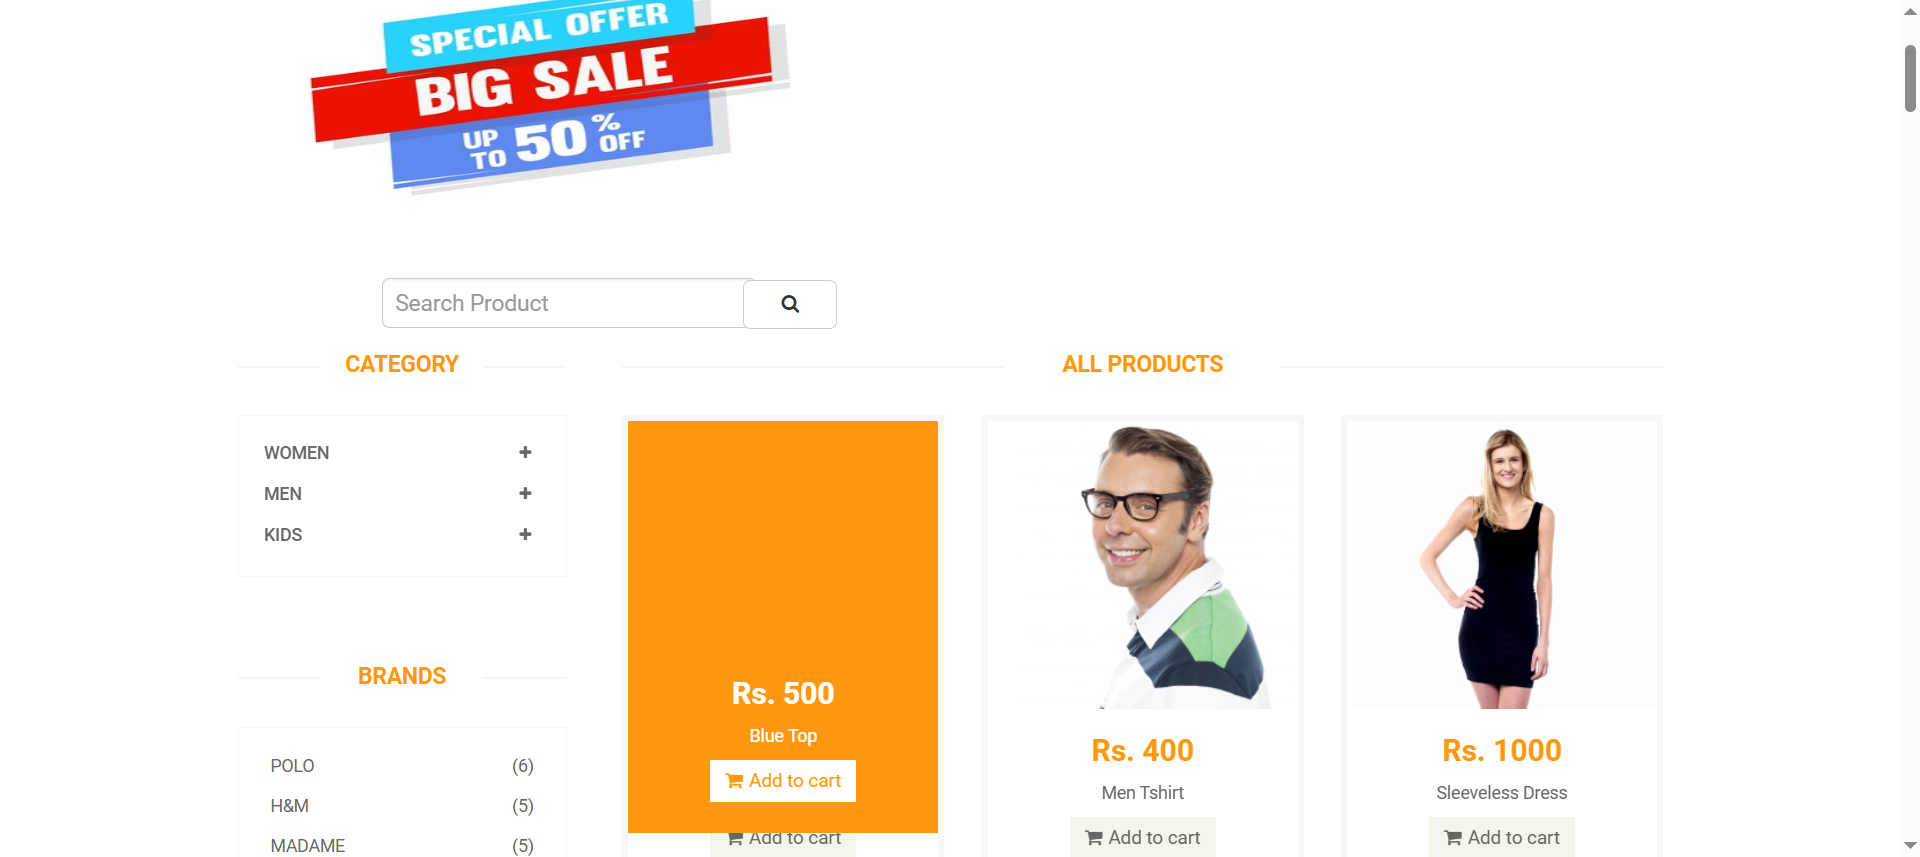 SPECIAL OFFER
BIG SALE
UP TO 50% OFF
Search Product
CATEGORY
WOMEN
MEN
KIDS
BRANDS
POLO (6)
H&M (5)
MADAME (5)
ALL PRODUCTS
Rs. 500
Blue Top
Add to cart
Add to cart
Rs. 400
Men Tshirt
Add to cart
Rs. 1000
Sleeveless Dress
Add to cart